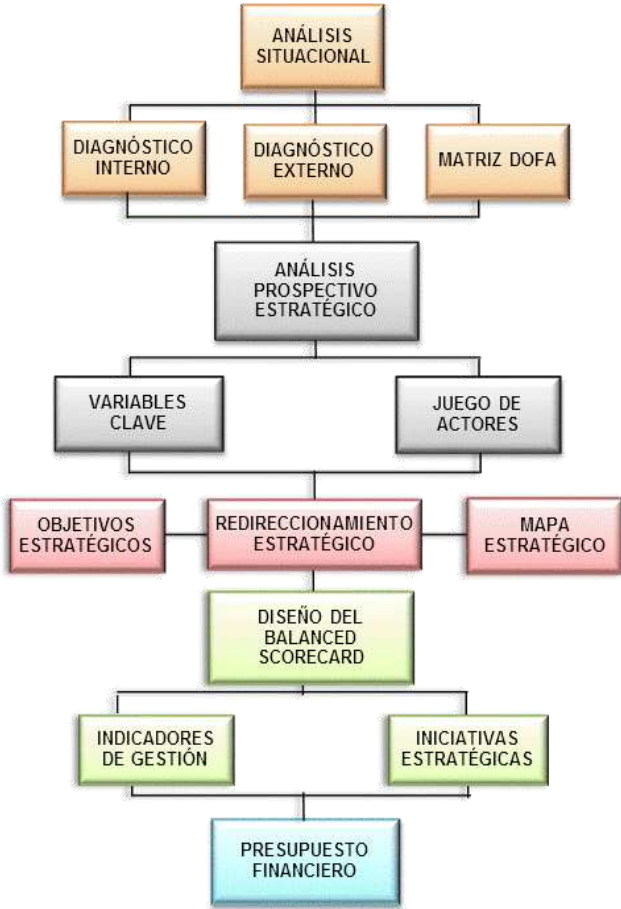 ANÁLISIS
SITUACIONAL
DIAGNÓSTICO
INTERNO
DIAGNÓSTICO
EXTERNO
MATRIZ DOFA
ANÁLISIS
PROSPECTIVO
ESTRATÉGICO
VARIABLES
CLAVE
JUEGO DE
ACTORES
OBJETIVOS
ESTRATÉGICOS
REDIRECCIONAMIENTO
ESTRATÉGICO
MAPA
ESTRATÉGICO
DISEÑO DEL
BALANCED
SCORECARD
INDICADORES
DE GESTIÓN
INICIATIVAS
ESTRATÉGICAS
PRESUPUESTO
FINANCIERO